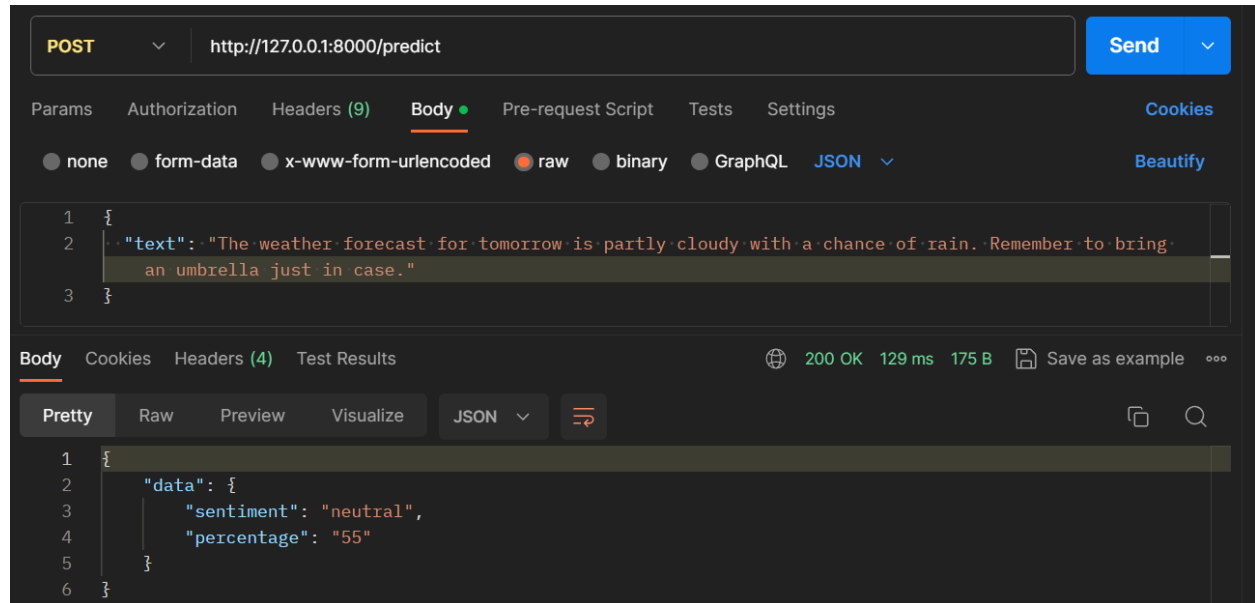 POST http://127.0.0.1:8000/predict Send
Params Authorization Headers (9) Body Pre-request Script Tests Settings Cookies
none form-data x-www-form-urlencoded raw binary GraphQL JSON Beautify
1 {
2 "text": "The weather forecast for tomorrow is partly cloudy with a chance of rain. Remember to bring
an umbrella just in case."
3 }
Body Cookies Headers (4) Test Results 200 OK 129 ms 175 B Save as example
Pretty Raw Preview Visualize JSON
1 {
2 "data": {
3 "sentiment": "neutral",
4 "percentage": "55"
5 }
6 }